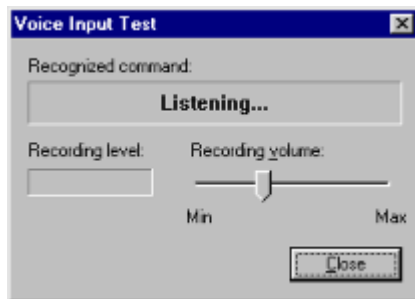 Voice Input Test
Recognized command:
Listening...
Recording level: Recording volume:
Min Max
Close